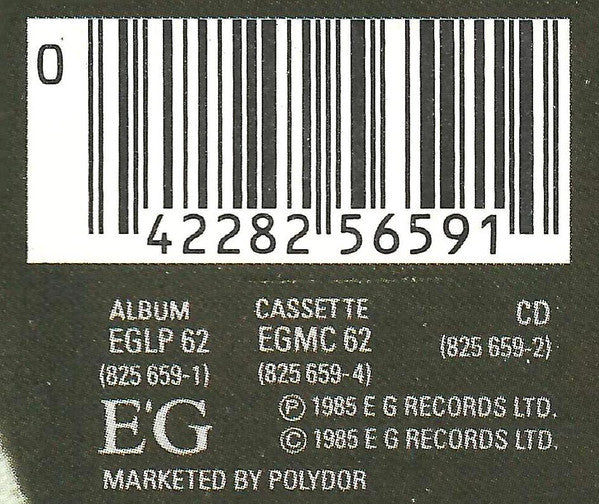 0
42282 56591
ALBUM CASSETTE CD
EGLP 62 EGMC 62 (825 659-2)
(825 659-1) (825 659-4)
E'G
Ⓟ 1985 E G RECORDS LTD.
© 1985 E G RECORDS LTD.
MARKETED BY POLYDOR